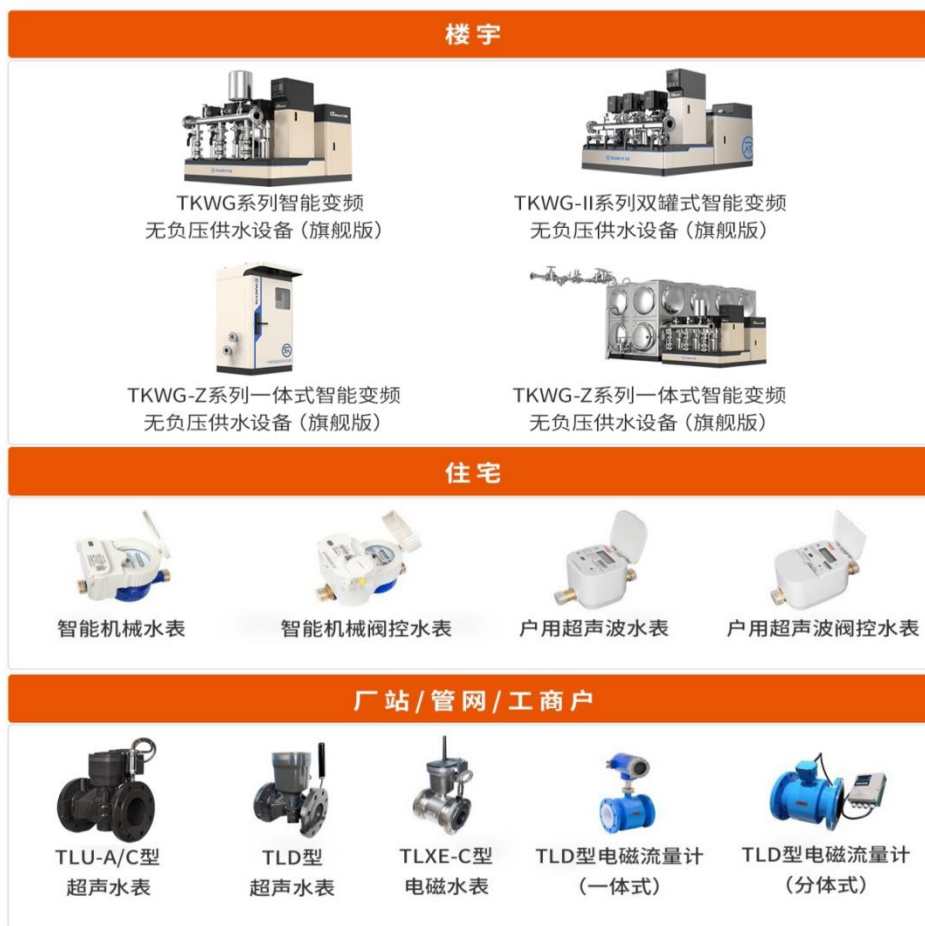 楼宇
TKWG系列智能变频
无负压供水设备（旗舰版）
TKWG-II系列双罐式智能变频
无负压供水设备（旗舰版）
TKWG-Z系列一体式智能变频
无负压供水设备（旗舰版）
TKWG-Z系列一体式智能变频
无负压供水设备（旗舰版）
住宅
智能机械水表
智能机械阀控水表
户用超声波水表
户用超声波阀控水表
厂站/管网/工商户
TLU-A/C型
超声水表
TLD型
超声水表
TLXE-C型
电磁水表
TLD型电磁流量计
（一体式）
TLD型电磁流量计
（分体式）